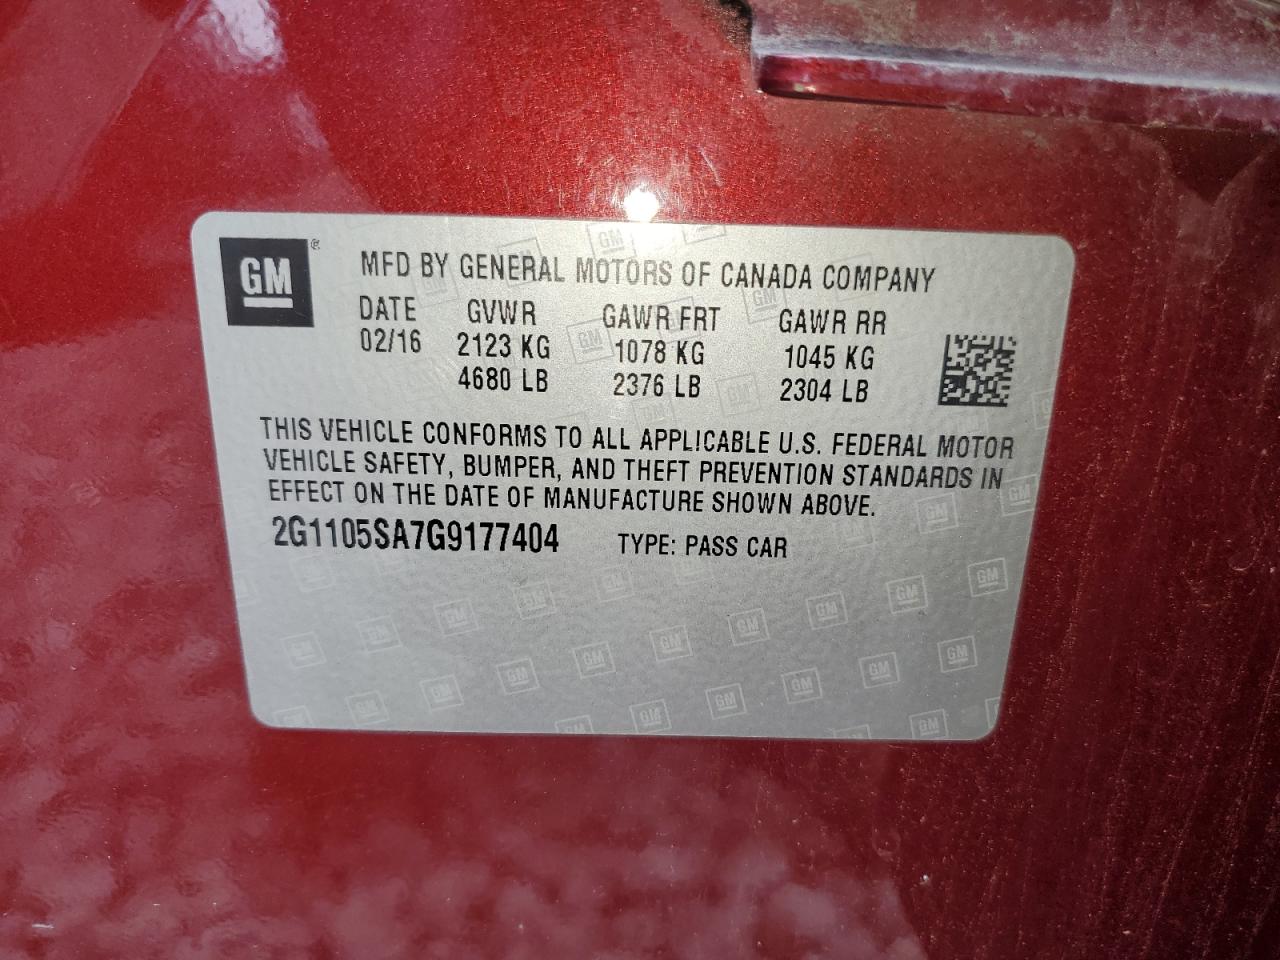 GM ®
MFD BY GENERAL MOTORS OF CANADA COMPANY
DATE GVWR GAWR FRT GAWR RR
02/16 2123 KG 1078 KG 1045 KG
4680 LB 2376 LB 2304 LB
THIS VEHICLE CONFORMS TO ALL APPLICABLE U.S. FEDERAL MOTOR
VEHICLE SAFETY, BUMPER, AND THEFT PREVENTION STANDARDS IN
EFFECT ON THE DATE OF MANUFACTURE SHOWN ABOVE.
2G1105SA7G9177404 TYPE: PASS CAR